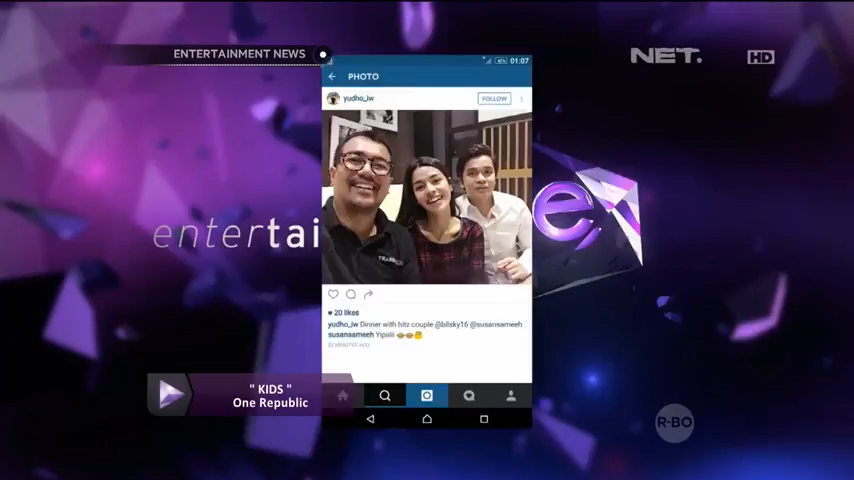 ENTERTAINMENT NEWS
NET.
HD
01:07
PHOTO
yudho_iw
FOLLOW
entertai
e
20 likes
yudho_iw Dinner with hitz couple @bilsky16 @susansameeh
susansameeh Yipiiii
" KIDS "
One Republic
R-BO